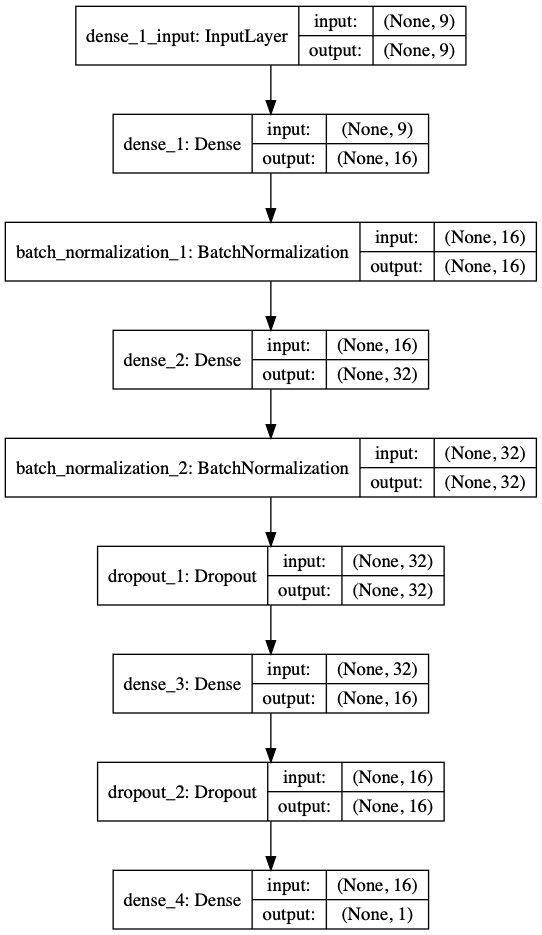 dense_1_input: InputLayer
input: (None, 9)
output: (None, 9)
dense_1: Dense
input: (None, 9)
output: (None, 16)
batch_normalization_1: BatchNormalization
input: (None, 16)
output: (None, 16)
dense_2: Dense
input: (None, 16)
output: (None, 32)
batch_normalization_2: BatchNormalization
input: (None, 32)
output: (None, 32)
dropout_1: Dropout
input: (None, 32)
output: (None, 32)
dense_3: Dense
input: (None, 32)
output: (None, 16)
dropout_2: Dropout
input: (None, 16)
output: (None, 16)
dense_4: Dense
input: (None, 16)
output: (None, 1)